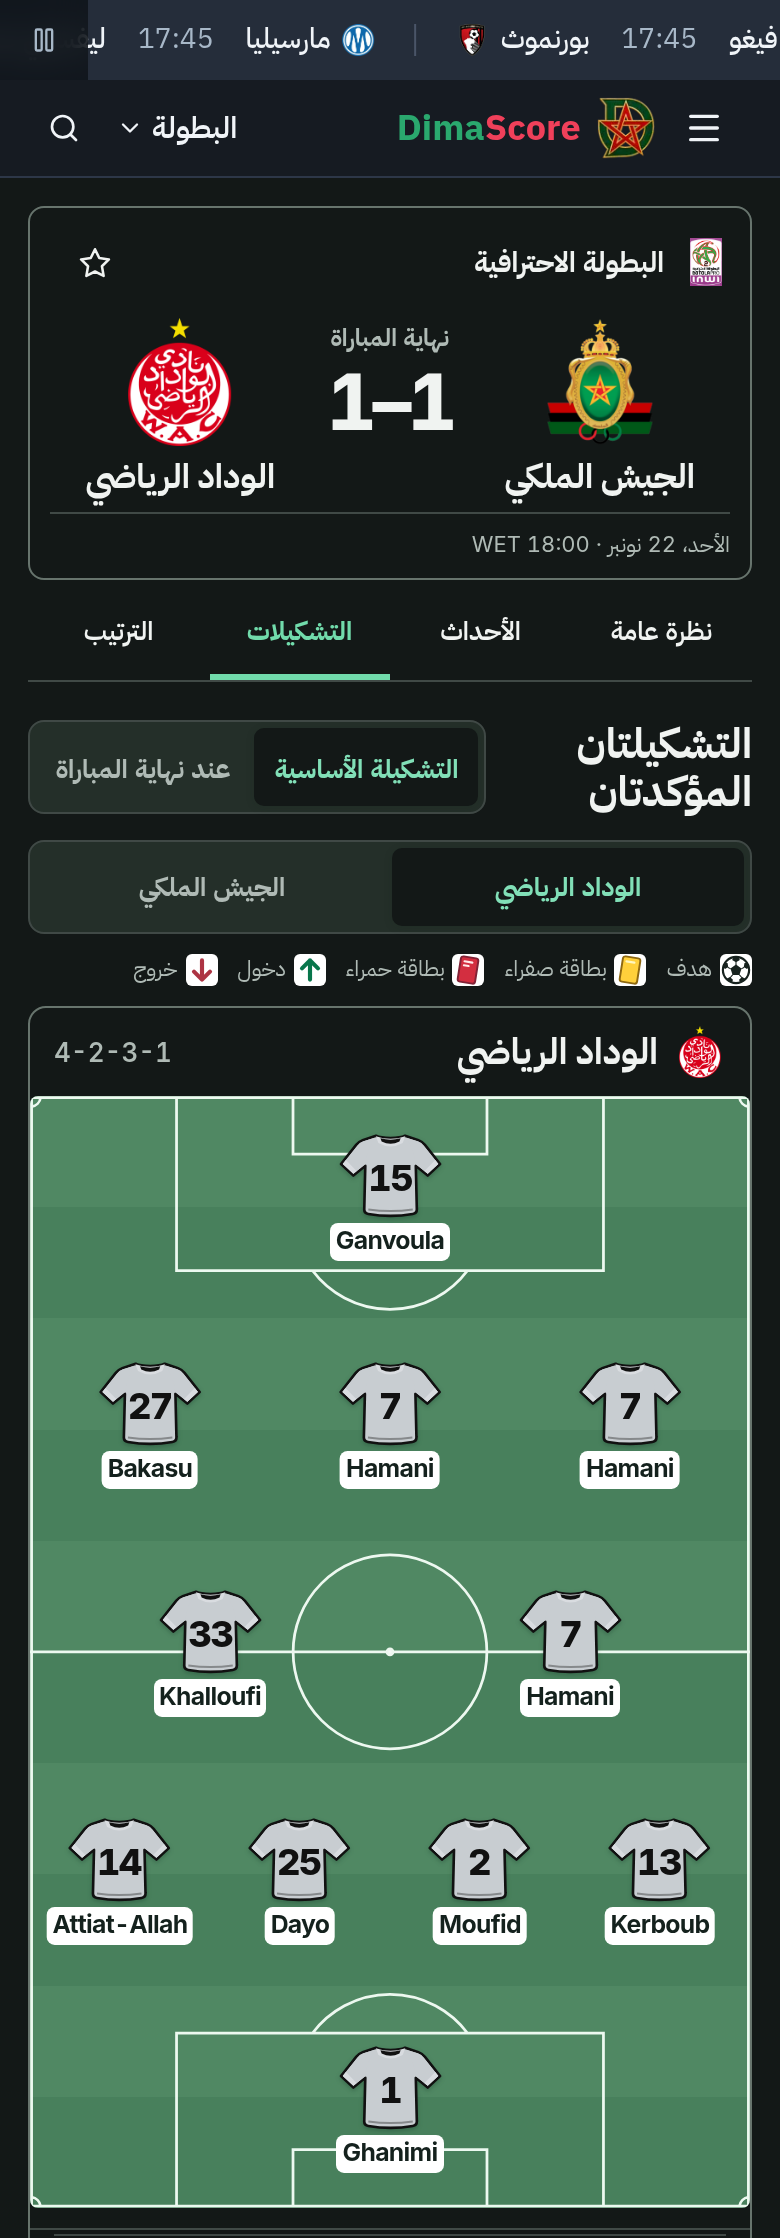 فيغو 17:45 بورنموث | مارسيليا 17:45
DimaScore البطولة
البطولة الاحترافية
نهاية المباراة
1–1
الجيش الملكي
الوداد الرياضي
الأحد، 22 نونبر · 18:00 WET
نظرة عامة
الأحداث
التشكيلات
الترتيب
التشكيلتان
المؤكدتان
التشكيلة الأساسية
عند نهاية المباراة
الوداد الرياضي
الجيش الملكي
هدف بطاقة صفراء بطاقة حمراء دخول خروج
الوداد الرياضي 4-2-3-1
15
Ganvoula
27 7 7
Bakasu Hamani Hamani
33 7
Khalloufi Hamani
14 25 2 13
Attiat-Allah Dayo Moufid Kerboub
1
Ghanimi